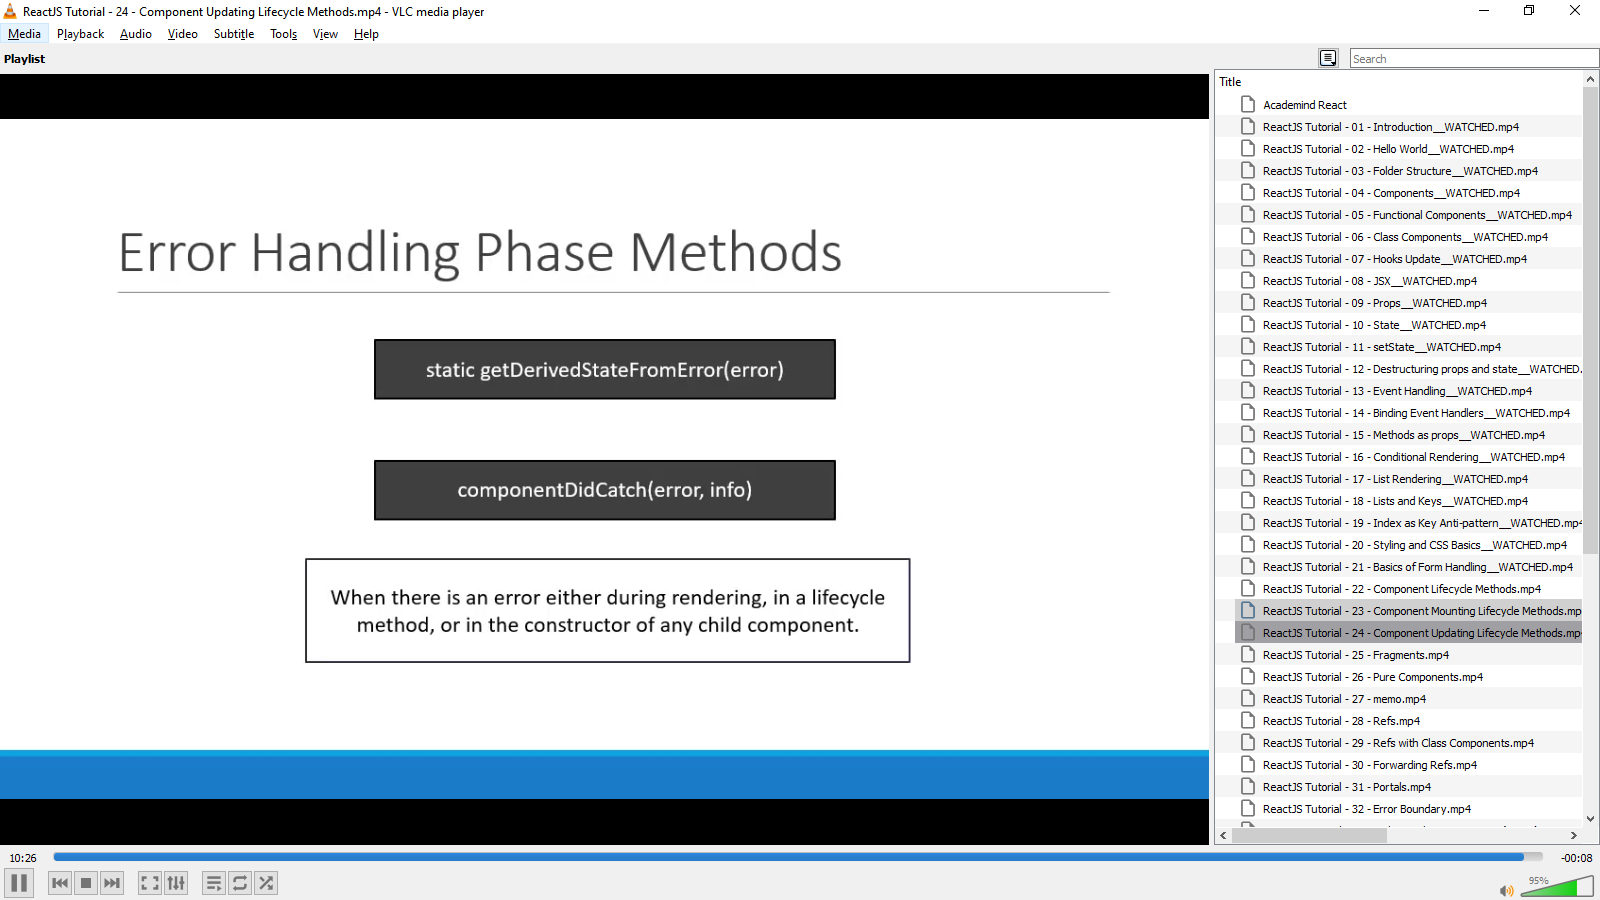 ReactJS Tutorial - 24 - Component Updating Lifecycle Methods.mp4 - VLC media player
Media Playback Audio Video Subtitle Tools View Help
Playlist
Search
Error Handling Phase Methods
static getDerivedStateFromError(error)
componentDidCatch(error, info)
When there is an error either during rendering, in a lifecycle
method, or in the constructor of any child component.
Title
Academind React
ReactJS Tutorial - 01 - Introduction__WATCHED.mp4
ReactJS Tutorial - 02 - Hello World__WATCHED.mp4
ReactJS Tutorial - 03 - Folder Structure__WATCHED.mp4
ReactJS Tutorial - 04 - Components__WATCHED.mp4
ReactJS Tutorial - 05 - Functional Components__WATCHED.mp4
ReactJS Tutorial - 06 - Class Components__WATCHED.mp4
ReactJS Tutorial - 07 - Hooks Update__WATCHED.mp4
ReactJS Tutorial - 08 - JSX__WATCHED.mp4
ReactJS Tutorial - 09 - Props__WATCHED.mp4
ReactJS Tutorial - 10 - State__WATCHED.mp4
ReactJS Tutorial - 11 - setState__WATCHED.mp4
ReactJS Tutorial - 12 - Destructuring props and state__WATCHED.
ReactJS Tutorial - 13 - Event Handling__WATCHED.mp4
ReactJS Tutorial - 14 - Binding Event Handlers__WATCHED.mp4
ReactJS Tutorial - 15 - Methods as props__WATCHED.mp4
ReactJS Tutorial - 16 - Conditional Rendering__WATCHED.mp4
ReactJS Tutorial - 17 - List Rendering__WATCHED.mp4
ReactJS Tutorial - 18 - Lists and Keys__WATCHED.mp4
ReactJS Tutorial - 19 - Index as Key Anti-pattern__WATCHED.mp4
ReactJS Tutorial - 20 - Styling and CSS Basics__WATCHED.mp4
ReactJS Tutorial - 21 - Basics of Form Handling__WATCHED.mp4
ReactJS Tutorial - 22 - Component Lifecycle Methods.mp4
ReactJS Tutorial - 23 - Component Mounting Lifecycle Methods.mp
ReactJS Tutorial - 24 - Component Updating Lifecycle Methods.mp
ReactJS Tutorial - 25 - Fragments.mp4
ReactJS Tutorial - 26 - Pure Components.mp4
ReactJS Tutorial - 27 - memo.mp4
ReactJS Tutorial - 28 - Refs.mp4
ReactJS Tutorial - 29 - Refs with Class Components.mp4
ReactJS Tutorial - 30 - Forwarding Refs.mp4
ReactJS Tutorial - 31 - Portals.mp4
ReactJS Tutorial - 32 - Error Boundary.mp4
10:26
-00:08
95%